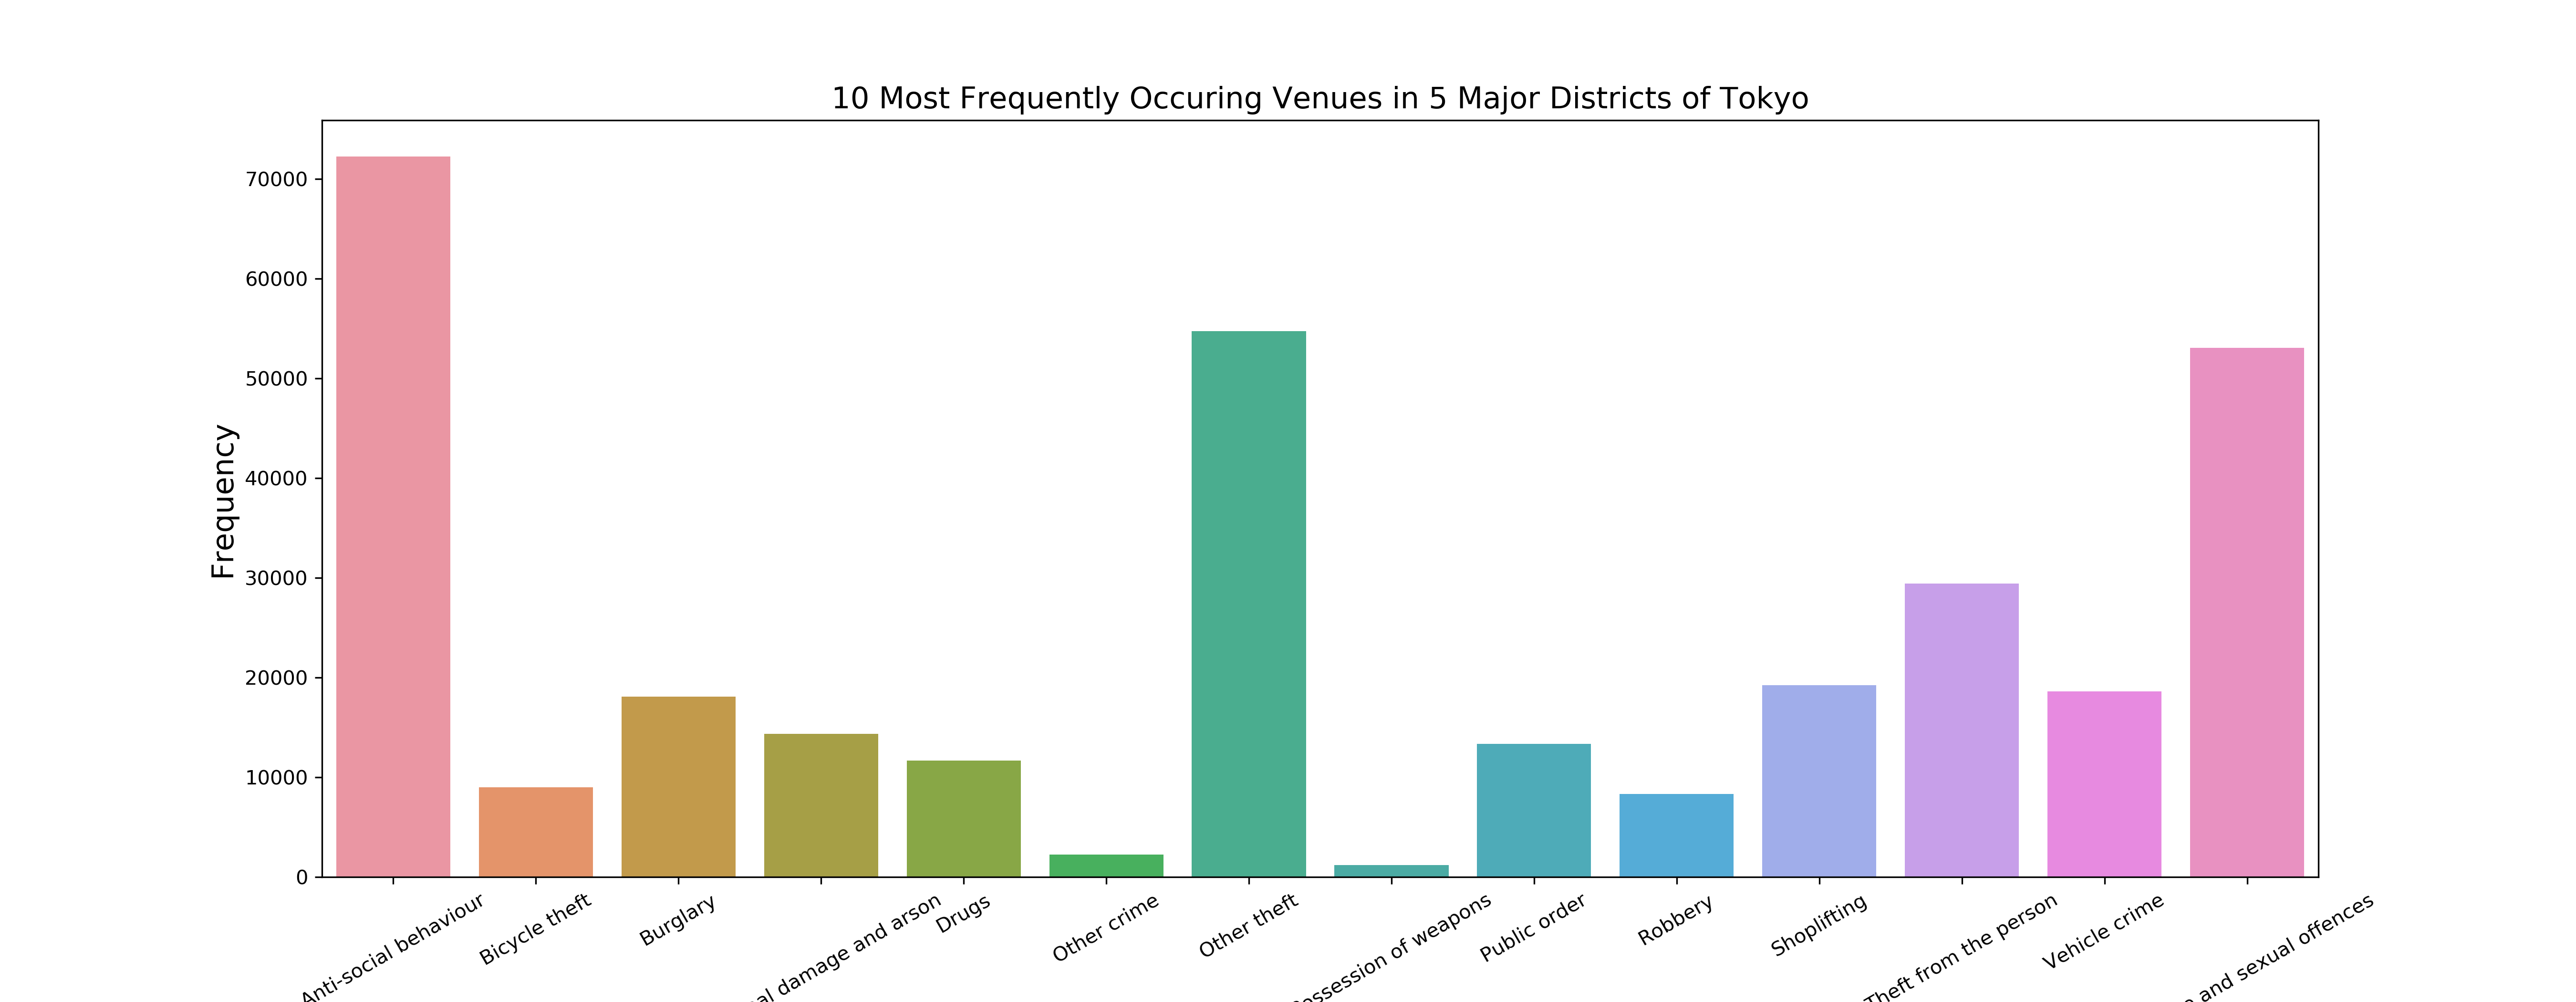 10 Most Frequently Occuring Venues in 5 Major Districts of Tokyo
Frequency
70000
60000
50000
40000
30000
20000
10000
0
Anti-social behaviour
Bicycle theft
Burglary
damage and arson
Drugs
Other crime
Other theft
Possession of weapons
Public order
Robbery
Shoplifting
Theft from the person
Vehicle crime
and sexual offences